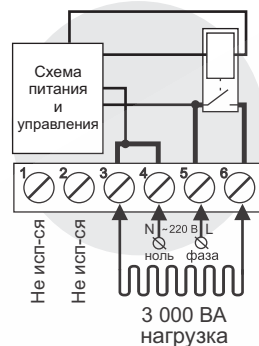 Схема
питания
и
управления
1 2 3 4 5 6
Не исп-ся
Не исп-ся
N ~220 В L
ноль фаза
3 000 ВА
нагрузка